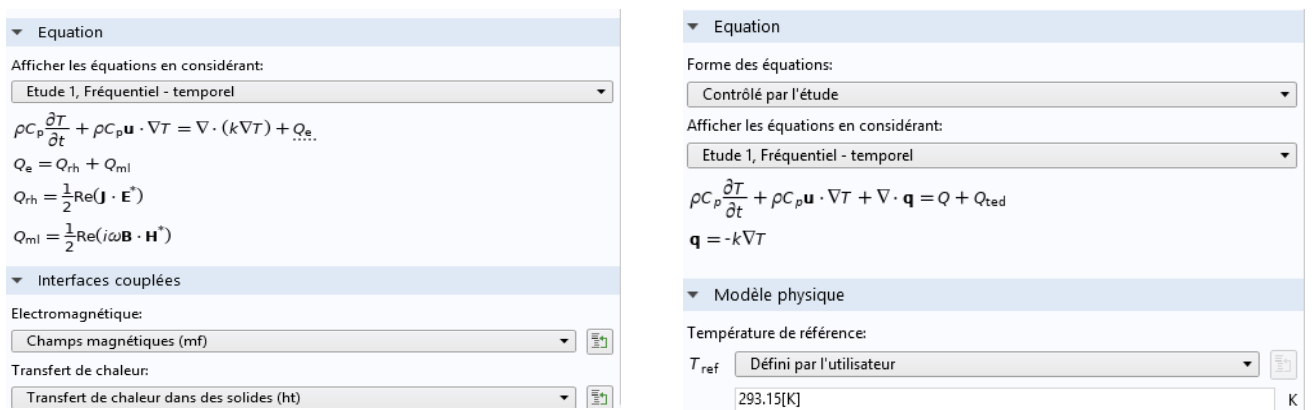 Equation
Afficher les équations en considérant:
Etude 1, Fréquentiel - temporel
ρC_p ∂T/∂t + ρC_p u · ∇T = ∇ · (k∇T) + Q_e
Q_e = Q_rh + Q_ml
Q_rh = 1/2 Re(J · E*)
Q_ml = 1/2 Re(iωB · H*)
Interfaces couplées
Electromagnétique:
Champs magnétiques (mf)
Transfert de chaleur:
Transfert de chaleur dans des solides (ht)
Equation
Forme des équations:
Contrôlé par l'étude
Afficher les équations en considérant:
Etude 1, Fréquentiel - temporel
ρC_p ∂T/∂t + ρC_p u · ∇T + ∇ · q = Q + Q_ted
q = -k∇T
Modèle physique
Température de référence:
T_ref Défini par l'utilisateur
293.15[K] K